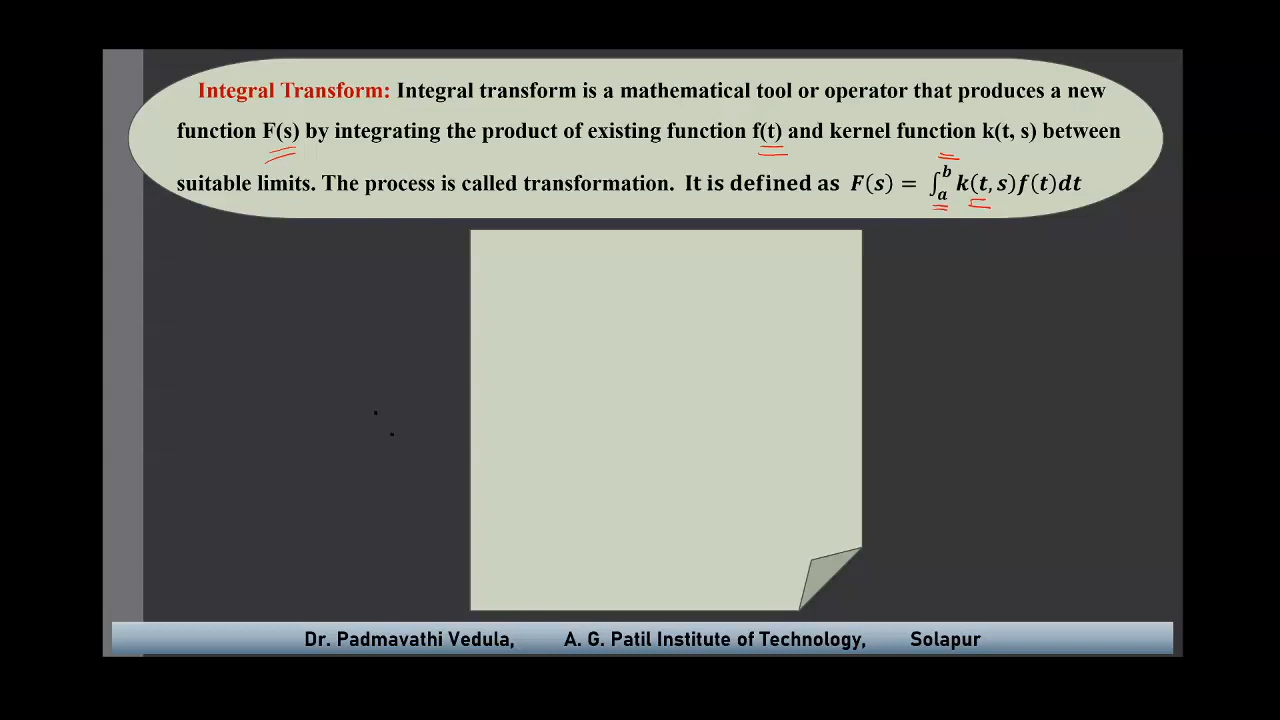 Integral Transform: Integral transform is a mathematical tool or operator that produces a new
function F(s) by integrating the product of existing function f(t) and kernel function k(t, s) between
suitable limits. The process is called transformation. It is defined as F(s) = ∫ₐᵇ k(t, s)f(t)dt
Dr. Padmavathi Vedula, A. G. Patil Institute of Technology, Solapur